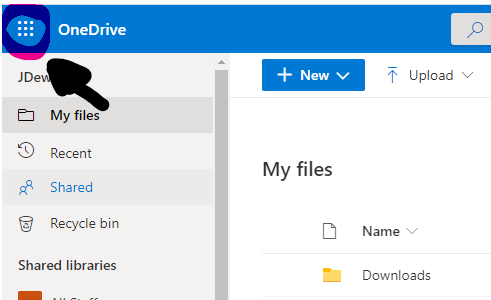 OneDrive
JDew
New
Upload
My files
Recent
Shared
Recycle bin
Shared libraries
My files
Name
Downloads